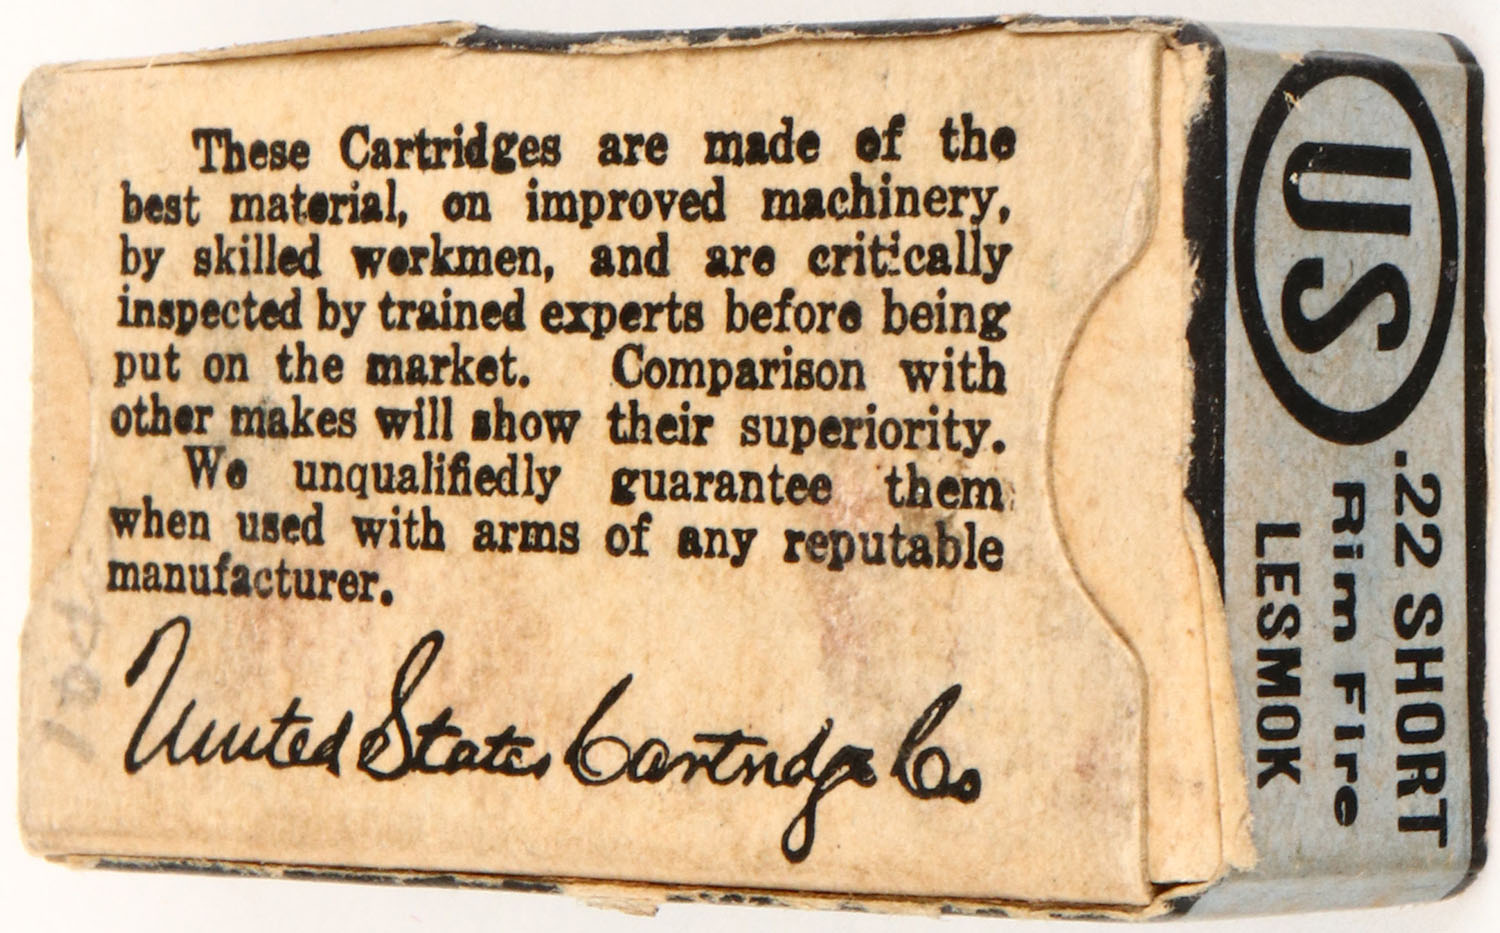 These Cartridges are made of the
best material, on improved machinery,
by skilled workmen, and are critically
inspected by trained experts before being
put on the market. Comparison with
other makes will show their superiority.
We unqualifiedly guarantee them
when used with arms of any reputable
manufacturer.
United States Cartridge Co
US
.22 SHORT
Rim Fire
LESMOK